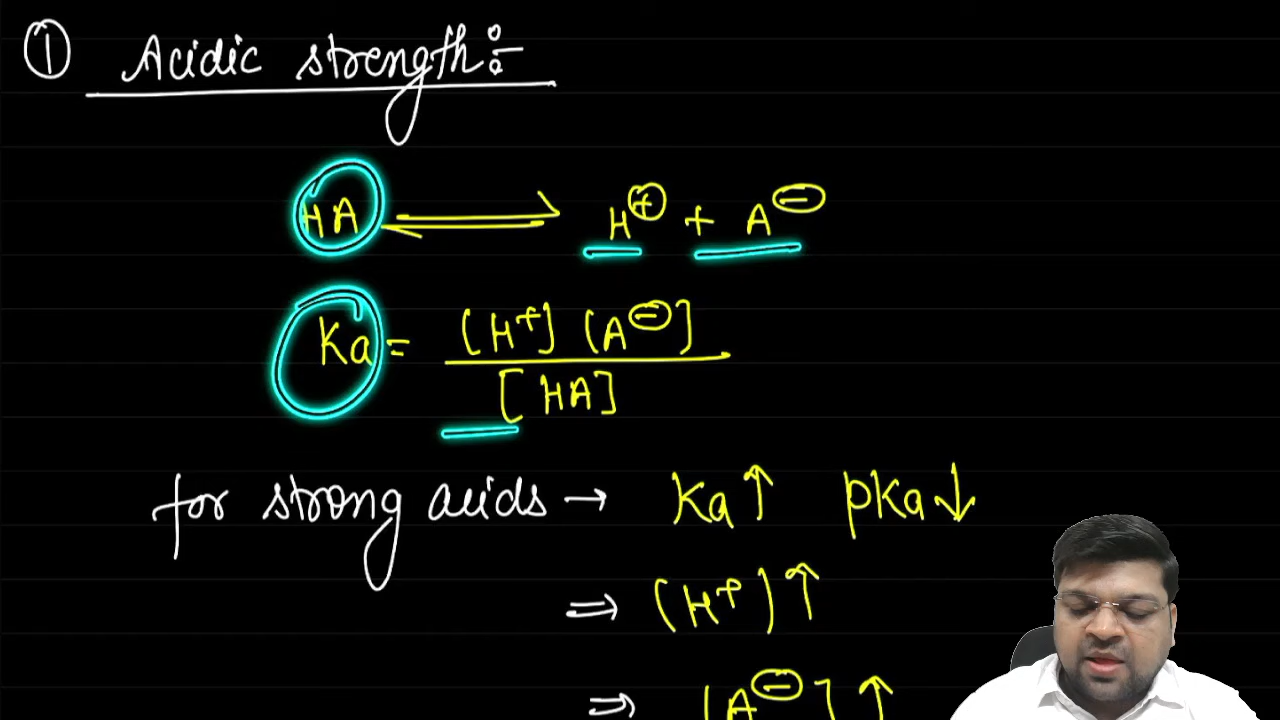 ① Acidic strength :-
HA ⇌ H⊕ + A⊖
Ka = [H+] [A⊖]
[HA]
for strong acids → Ka↑ pKa↓
⇒ (H+)↑
⇒ [A⊖]↑